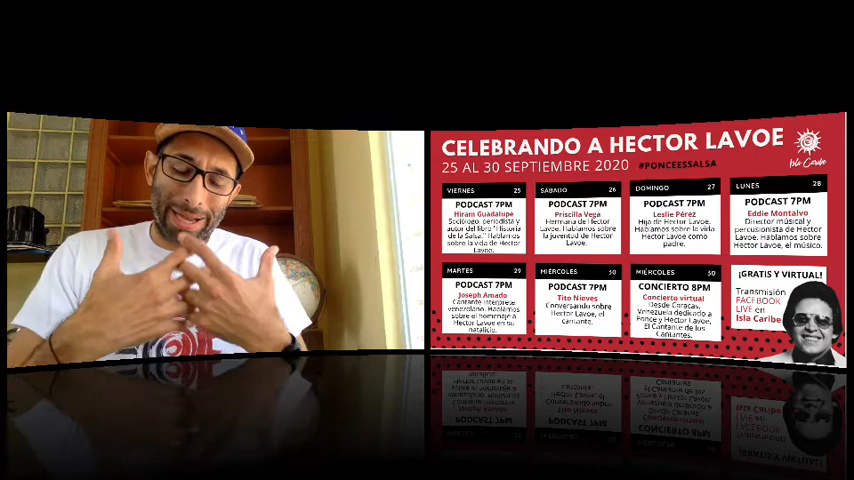 CELEBRANDO A HECTOR LAVOE
25 AL 30 SEPTIEMBRE 2020 #PONCEESSALSA
Isla Caribe
VIERNES 25
PODCAST 7PM
Hiram Guadalupe
Sociólogo, periodista y
autor del libro "Historia
de la Salsa." Hablamos
sobre la vida de Hector
Lavoe.
SÁBADO 26
PODCAST 7PM
Priscilla Vega
Hermana de Hector
Lavoe. Hablamos sobre
la juventud de Hector
Lavoe.
DOMINGO 27
PODCAST 7PM
Leslie Pérez
Hija de Hector Lavoe.
Hablamos sobre la vida
Hector Lavoe como
padre.
LUNES 28
PODCAST 7PM
Eddie Montalvo
Director músical y
percusionista de Hector
Lavoe. Hablamos sobre
Hector Lavoe, el músico.
MARTES 29
PODCAST 7PM
Joseph Amado
Cantante interprete
venezolano. Hablamos
sobre el homenaje a
Hector Lavoe en su
natalicio.
MIÉRCOLES 30
PODCAST 7PM
Tito Nieves
Conversando sobre
Hector Lavoe, el
cantante.
MIÉRCOLES 30
CONCIERTO 8PM
Concierto virtual
Desde Caracas,
Venezuela dedicado a
Ponce y Hector Lavoe,
El Cantante de los
Cantantes.
¡GRATIS Y VIRTUAL!
Transmisión
FACEBOOK
LIVE en
Isla Caribe